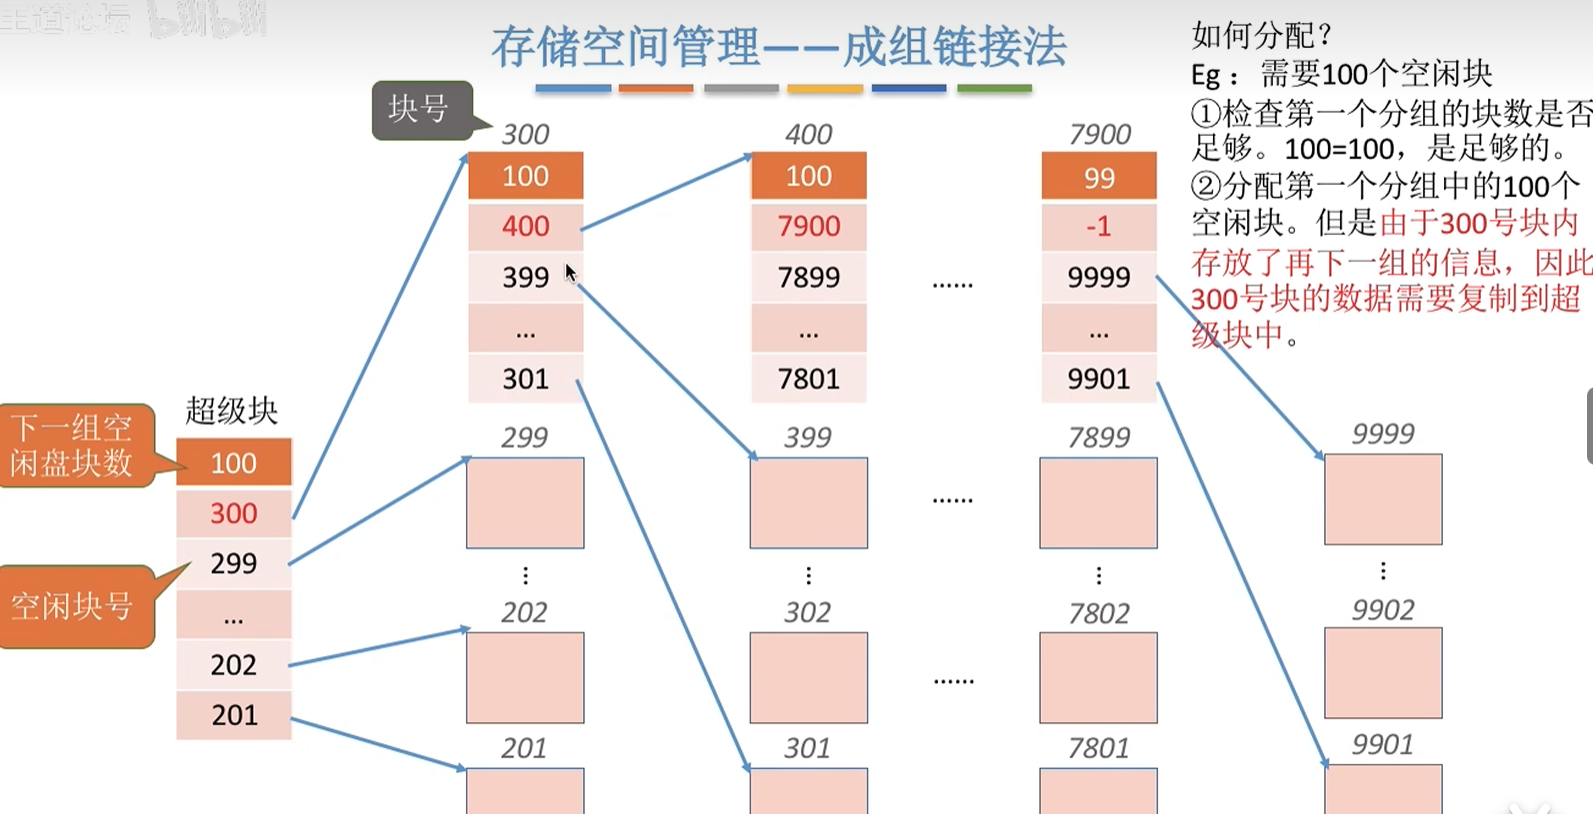 王道论坛 bilibili
存储空间管理——成组链接法
如何分配？
Eg：需要100个空闲块
①检查第一个分组的块数是否
足够。100=100，是足够的。
②分配第一个分组中的100个
空闲块。但是由于300号块内
存放了再下一组的信息，因此
300号块的数据需要复制到超
级块中。
块号
300
100
400
399
...
301
400
100
7900
7899
...
7801
......
7900
99
-1
9999
...
9901
下一组空
闲盘块数
空闲块号
超级块
100
300
299
...
202
201
299
⋮
202
201
399
⋮
302
301
......
......
7899
⋮
7802
7801
9999
⋮
9902
9901